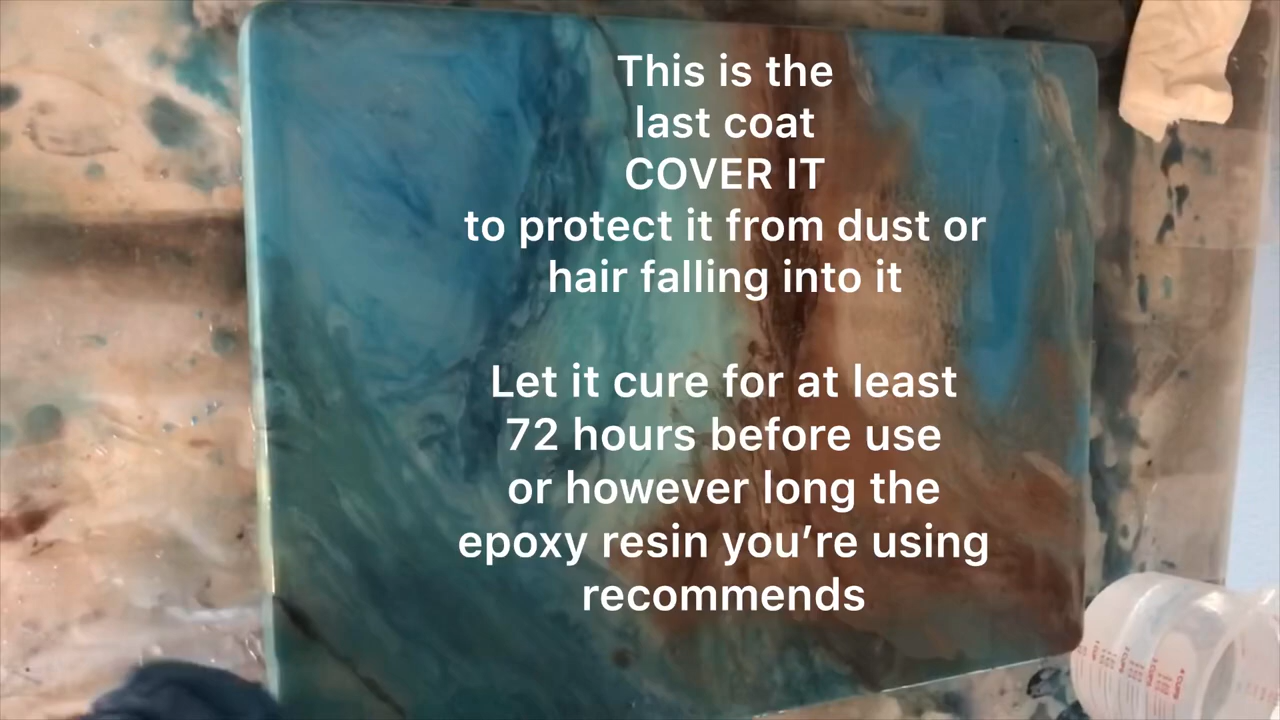 This is the
last coat
COVER IT
to protect it from dust or
hair falling into it
Let it cure for at least
72 hours before use
or however long the
epoxy resin you’re using
recommends